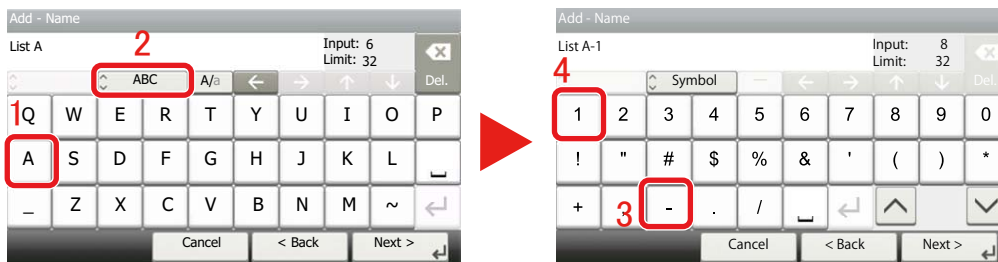 Add - Name
List A
Input: 6
Limit: 32
2
ABC
A/a
←
→
↑
↓
Del.
1
Q W E R T Y U I O P
A S D F G H J K L ␣
_ Z X C V B N M ~ ↵
Cancel
< Back
Next >
Add - Name
List A-1
Input: 8
Limit: 32
4
Symbol
←
→
↑
↓
Del.
1 2 3 4 5 6 7 8 9 0
! " # $ % & ' ( ) *
3
+ - . / ␣ ↵
Cancel
< Back
Next >